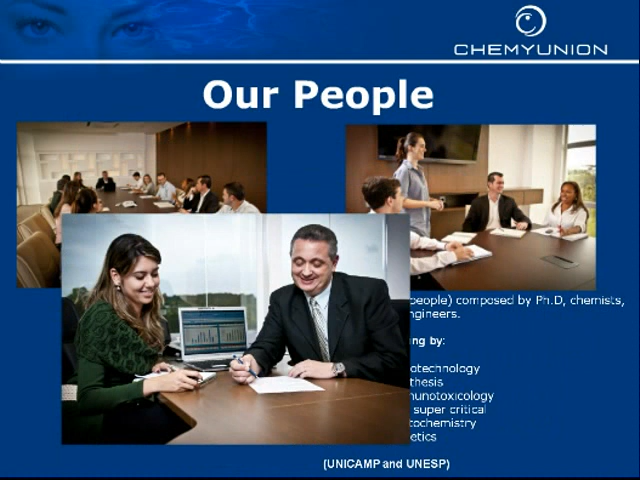 CHEMYUNION
Our People
people) composed by Ph.D, chemists,
ngineers.
ng by:
otechnology
thesis
nunotoxicology
super critical
tochemistry
etics
(UNICAMP and UNESP)